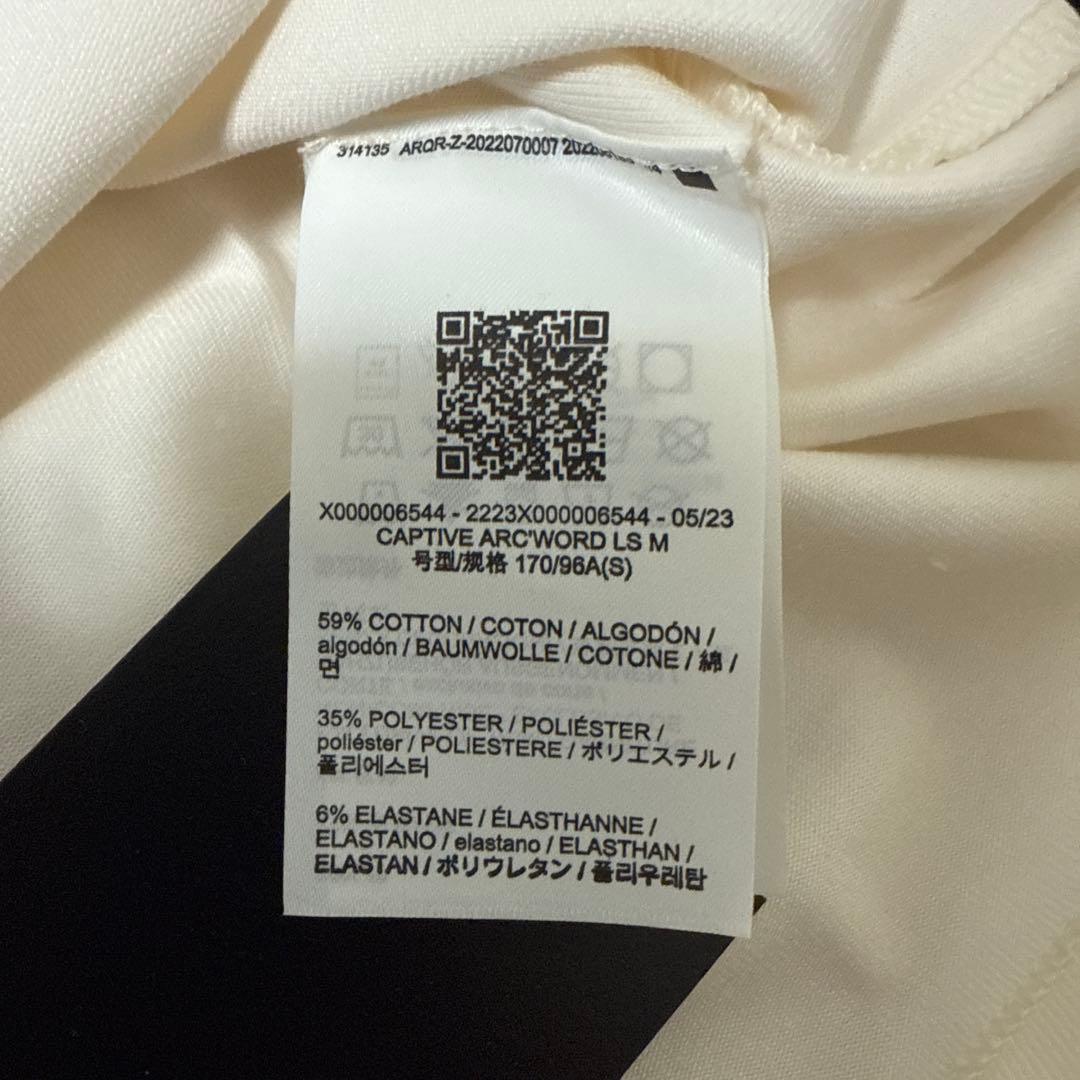 314135 ARQR-Z-2022070007
X000006544 - 2223X000006544 - 05/23
CAPTIVE ARC'WORD LS M
号型/规格 170/96A(S)
59% COTTON / COTON / ALGODÓN /
algodón / BAUMWOLLE / COTONE / 綿 /
면
35% POLYESTER / POLIÉSTER /
poliéster / POLIESTERE / ポリエステル /
폴리에스터
6% ELASTANE / ÉLASTHANNE /
ELASTANO / elastano / ELASTHAN /
ELASTAN / ポリウレタン / 폴리우레탄